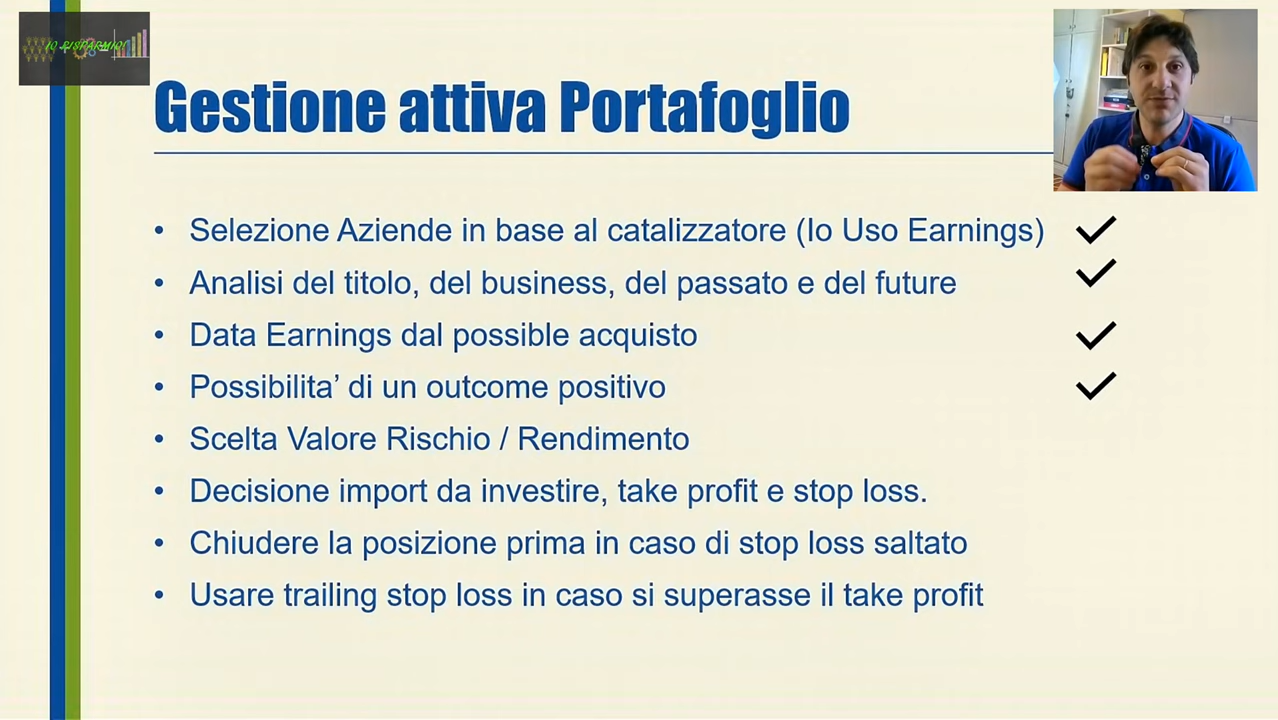 IO RISPARMIO!
Gestione attiva Portafoglio
• Selezione Aziende in base al catalizzatore (Io Uso Earnings)
• Analisi del titolo, del business, del passato e del future
• Data Earnings dal possible acquisto
• Possibilita’ di un outcome positivo
• Scelta Valore Rischio / Rendimento
• Decisione import da investire, take profit e stop loss.
• Chiudere la posizione prima in caso di stop loss saltato
• Usare trailing stop loss in caso si superasse il take profit